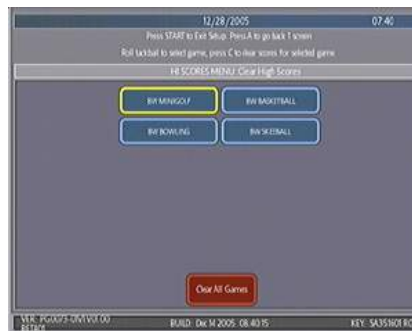 12/28/2005 07:40
Press START to Exit Setup. Press A to go back 1 screen
Roll trackball to select game, press C to clear scores for selected game
HI SCORES MENU: Clear High Scores
BW MINIGOLF BW BASKETBALL
BW BOWLING BW SKEEBALL
Clear All Games
BUILD: Dec 14 2005 08:40:15